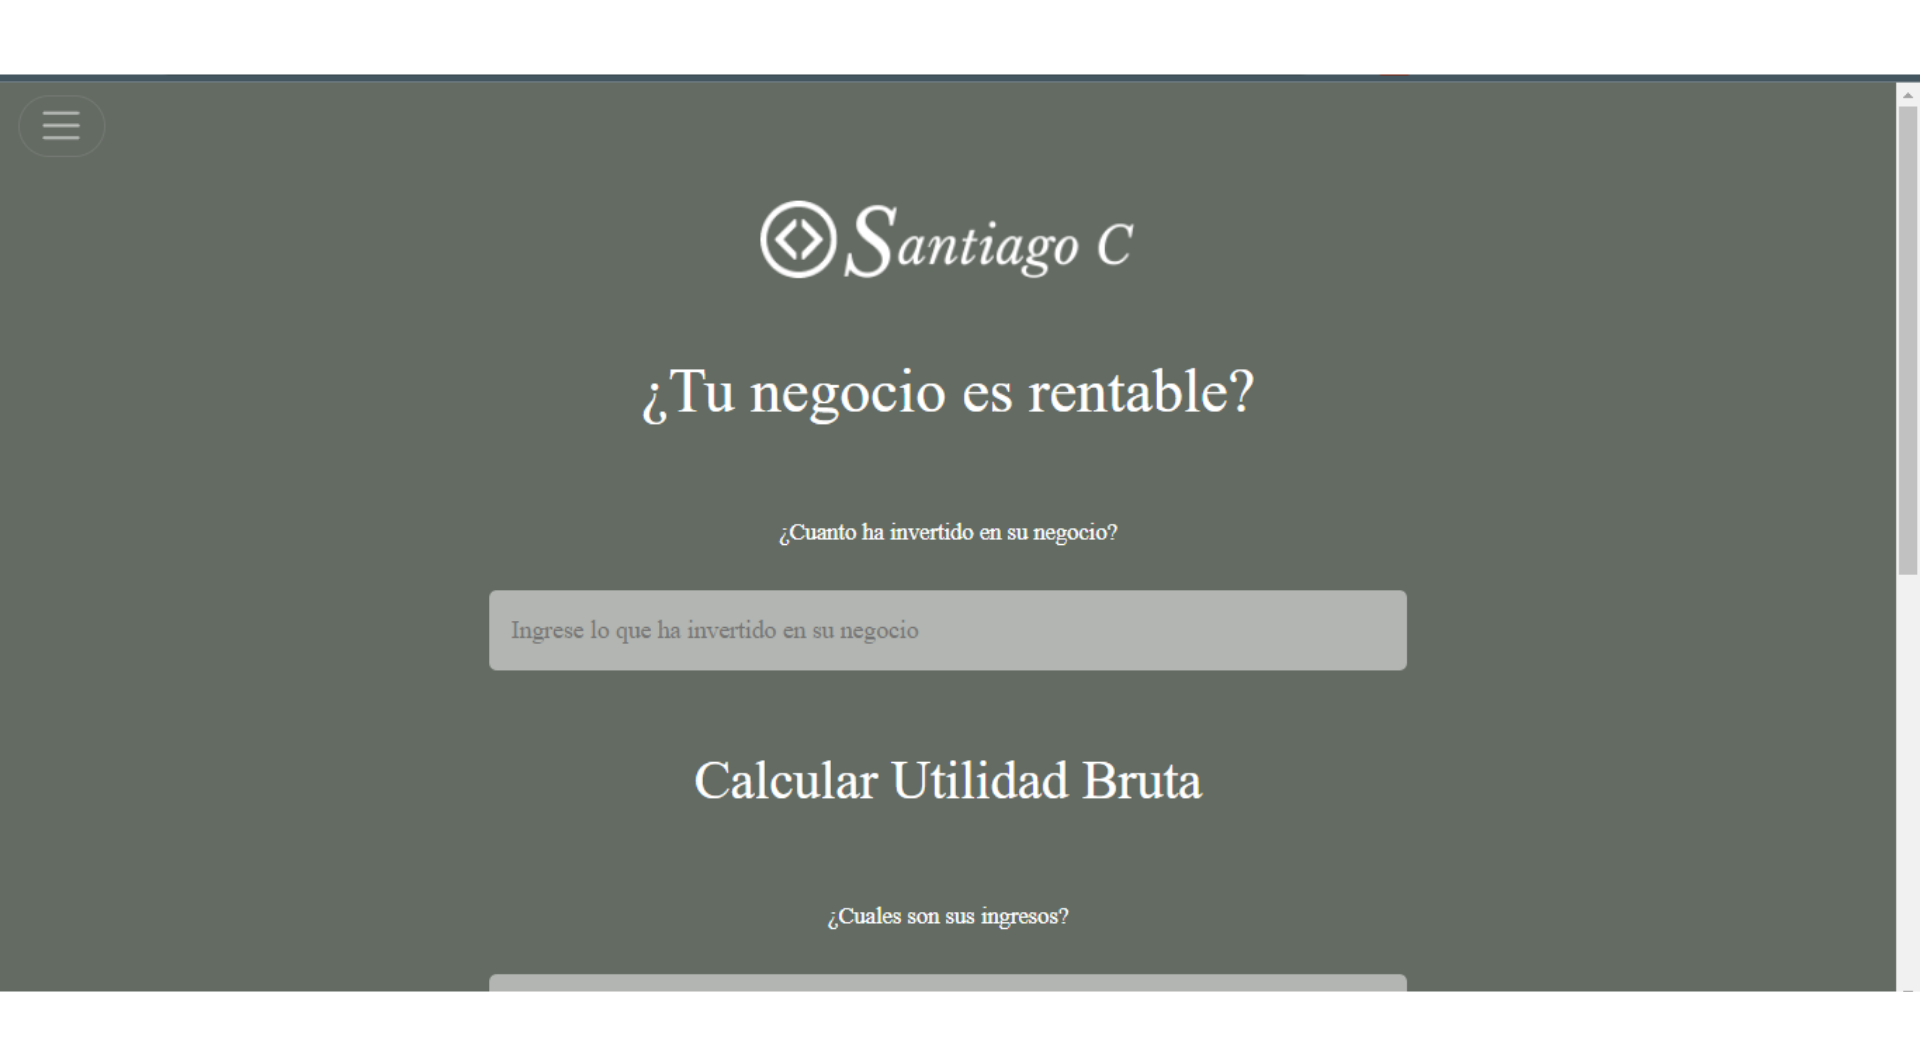 Santiago C
¿Tu negocio es rentable?
¿Cuanto ha invertido en su negocio?
Ingrese lo que ha invertido en su negocio
Calcular Utilidad Bruta
¿Cuales son sus ingresos?